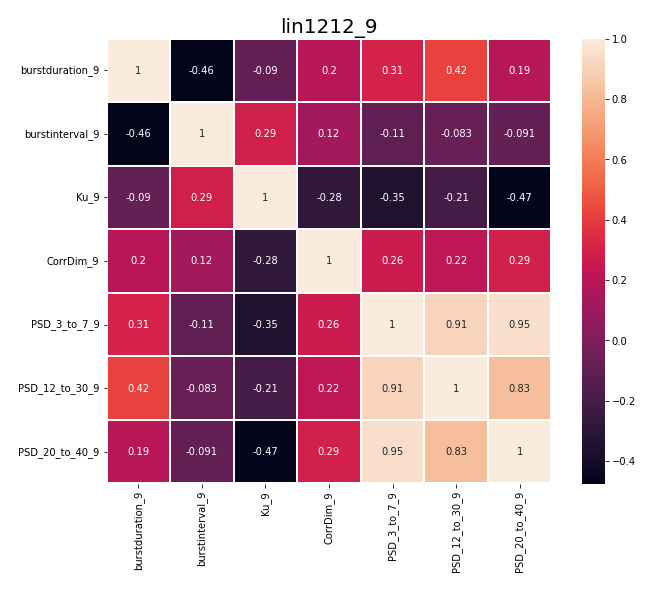 lin1212_9
burstduration_9 1 -0.46 -0.09 0.2 0.31 0.42 0.19
burstinterval_9 -0.46 1 0.29 0.12 -0.11 -0.083 -0.091
Ku_9 -0.09 0.29 1 -0.28 -0.35 -0.21 -0.47
CorrDim_9 0.2 0.12 -0.28 1 0.26 0.22 0.29
PSD_3_to_7_9 0.31 -0.11 -0.35 0.26 1 0.91 0.95
PSD_12_to_30_9 0.42 -0.083 -0.21 0.22 0.91 1 0.83
PSD_20_to_40_9 0.19 -0.091 -0.47 0.29 0.95 0.83 1
burstduration_9
burstinterval_9
Ku_9
CorrDim_9
PSD_3_to_7_9
PSD_12_to_30_9
PSD_20_to_40_9
1.0
0.8
0.6
0.4
0.2
0.0
−0.2
−0.4